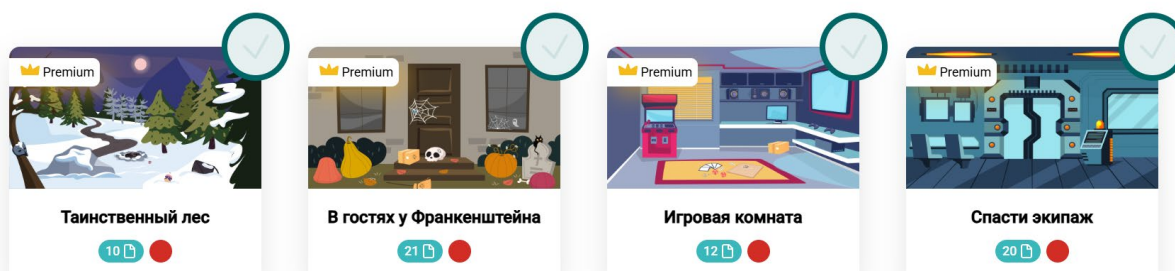 Premium
Premium
Premium
Premium
Таинственный лес
В гостях у Франкенштейна
Игровая комната
Спасти экипаж
10
21
12
20